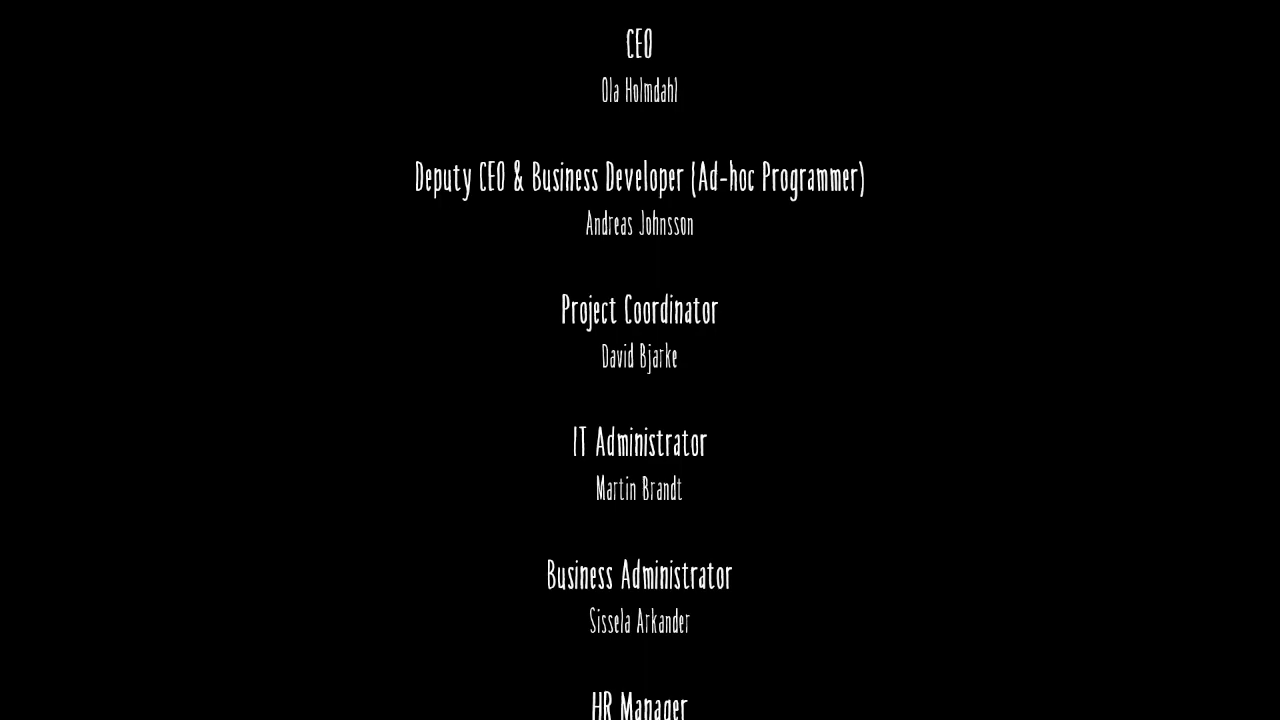 CEO
Ola Holmdahl
Deputy CEO & Business Developer (Ad-hoc Programmer)
Andreas Johnsson
Project Coordinator
David Bjarke
IT Administrator
Martin Brandt
Business Administrator
Sissela Arkander
HR Manager